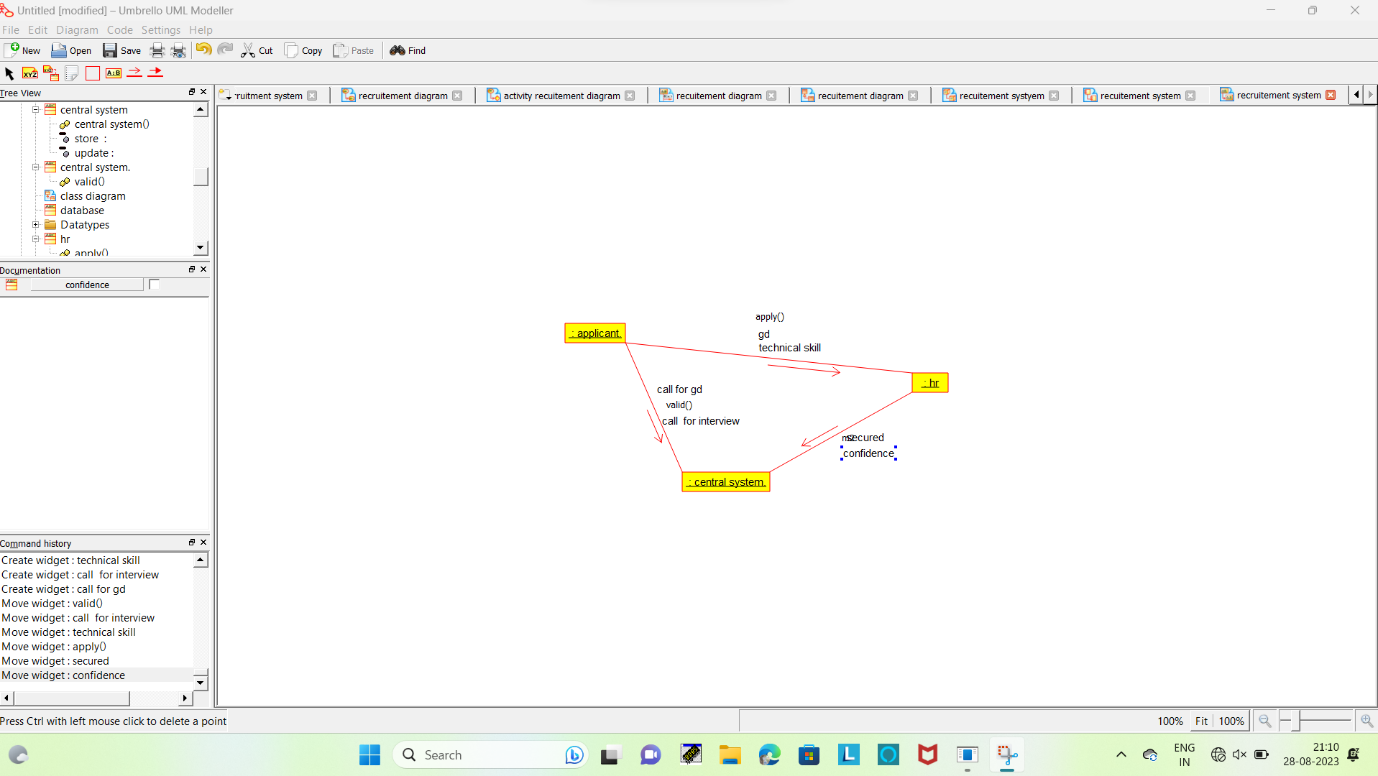 Untitled [modified] – Umbrello UML Modeller
File Edit Diagram Code Settings Help
New Open Save Cut Copy Paste Find
XYZ A:B
Tree View
ruitment system
recruitement diagram
activity recuitement diagram
recuitement diagram
recuitement diagram
recuitement systyem
recuitement system
recruitement system
central system
central system()
store :
update :
central system.
valid()
class diagram
database
Datatypes
hr
apply()
Documentation
confidence
: applicant.
apply()
gd
technical skill
: hr
call for gd
valid()
call for interview
secured
confidence
: central system.
Command history
Create widget : technical skill
Create widget : call for interview
Create widget : call for gd
Move widget : valid()
Move widget : call for interview
Move widget : technical skill
Move widget : apply()
Move widget : secured
Move widget : confidence
Press Ctrl with left mouse click to delete a point
100% Fit 100%
Search
ENG
IN
21:10
28-08-2023